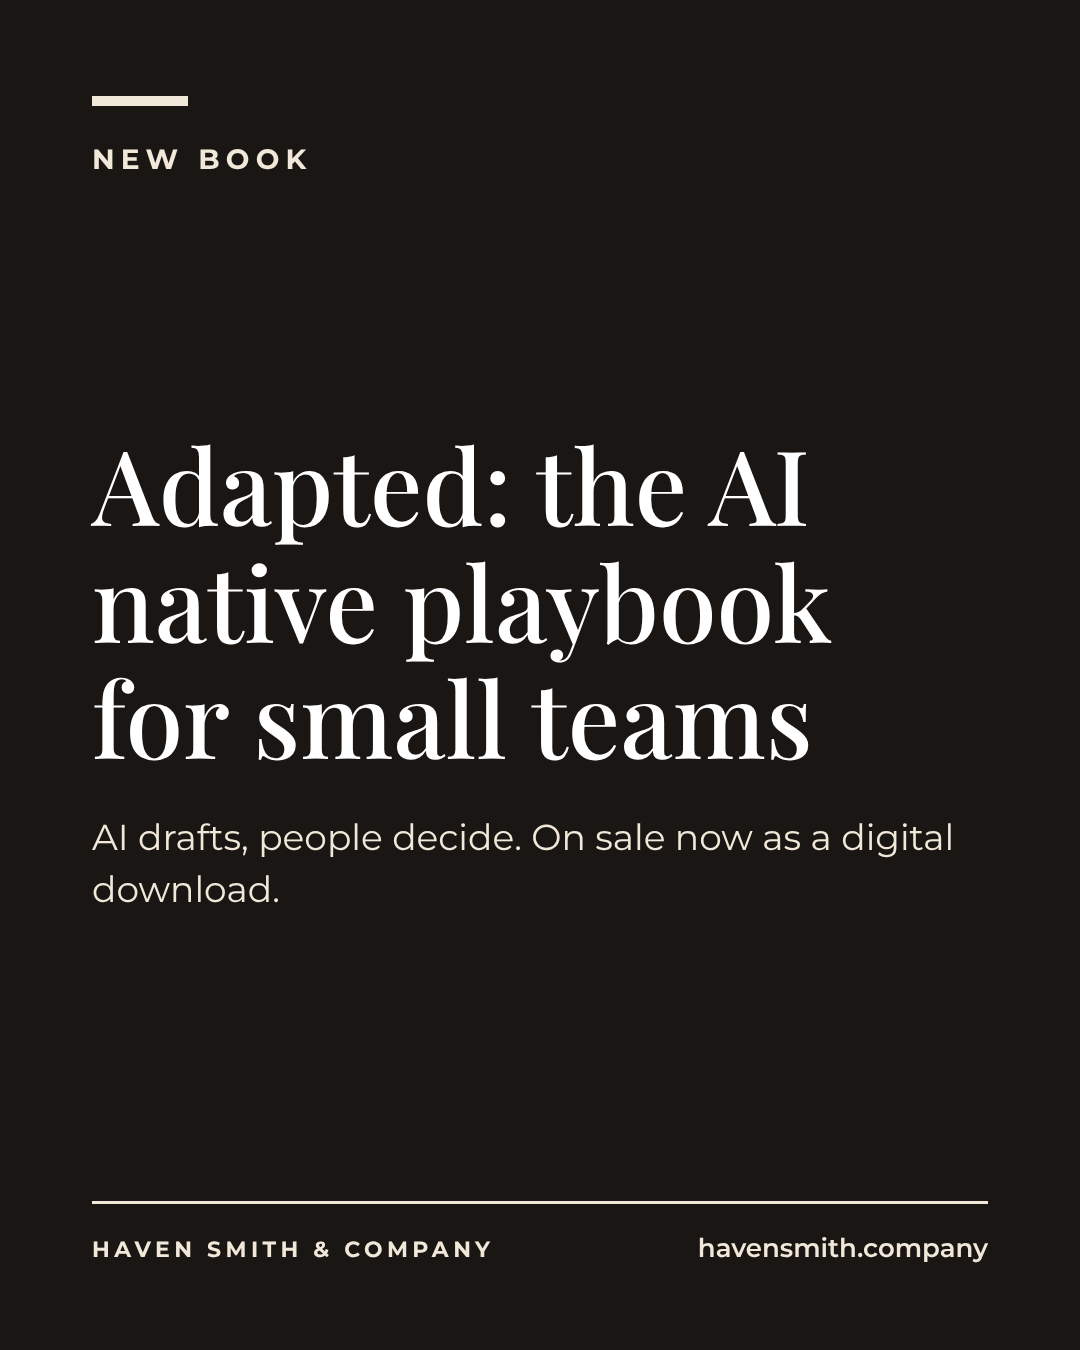 NEW BOOK
Adapted: the AI
native playbook
for small teams
AI drafts, people decide. On sale now as a digital
download.
HAVEN SMITH & COMPANY
havensmith.company